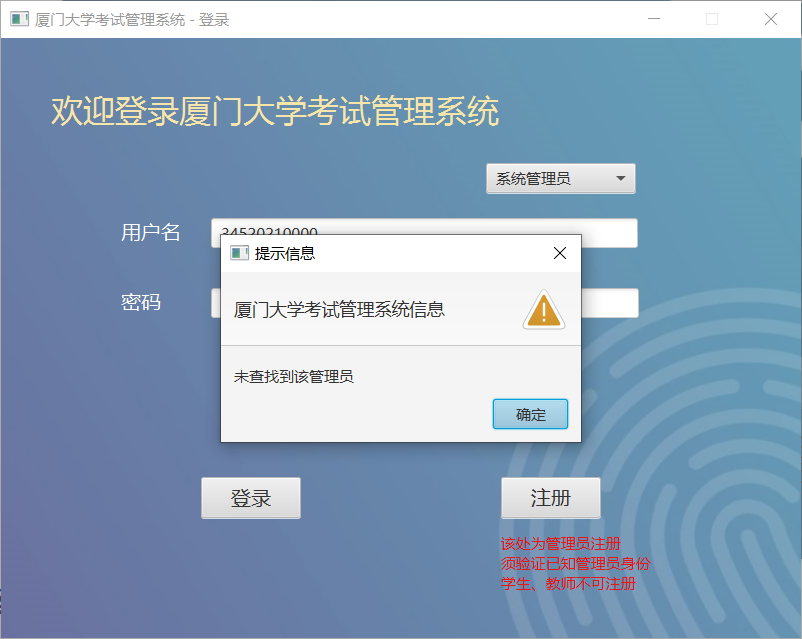 厦门大学考试管理系统 - 登录
欢迎登录厦门大学考试管理系统
系统管理员
用户名
34520210000
提示信息
密码
厦门大学考试管理系统信息
未查找到该管理员
确定
登录
注册
该处为管理员注册
须验证已知管理员身份
学生、教师不可注册